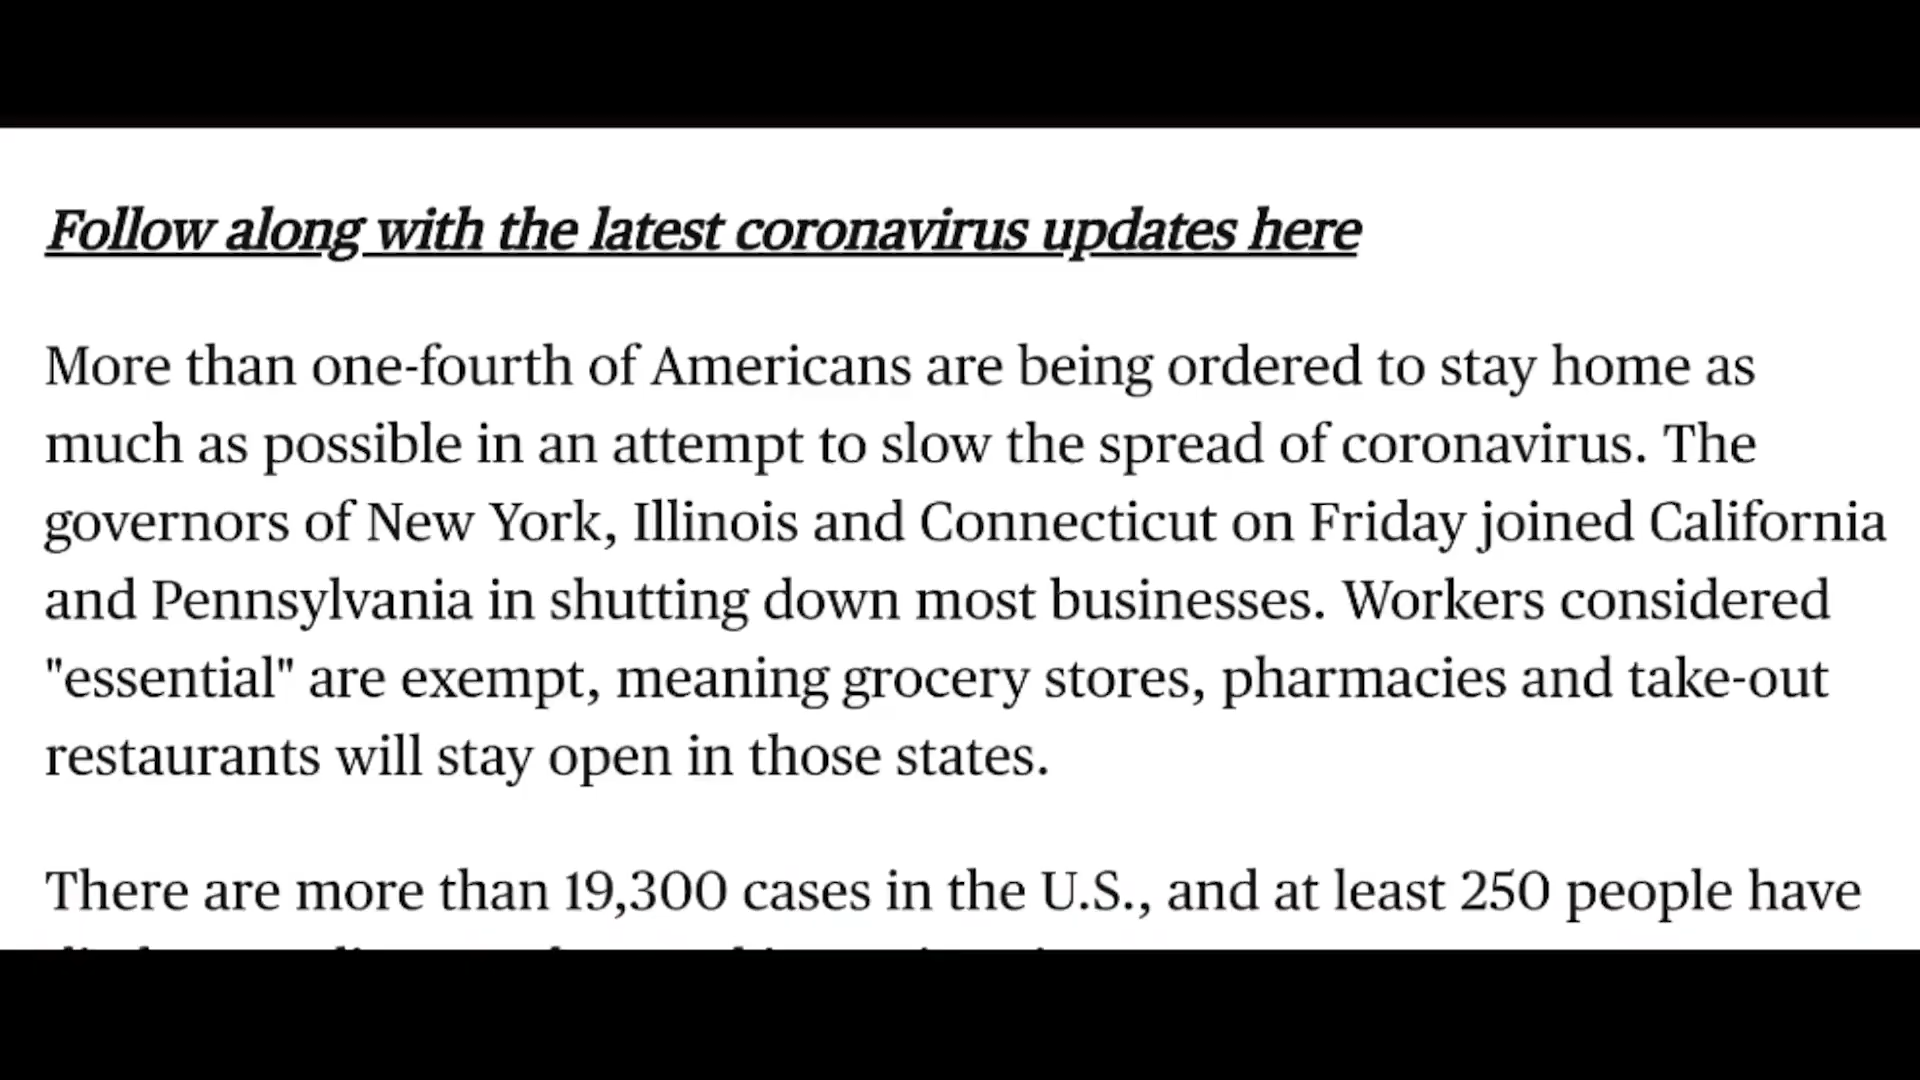 Follow along with the latest coronavirus updates here
More than one-fourth of Americans are being ordered to stay home as
much as possible in an attempt to slow the spread of coronavirus. The
governors of New York, Illinois and Connecticut on Friday joined California
and Pennsylvania in shutting down most businesses. Workers considered
"essential" are exempt, meaning grocery stores, pharmacies and take-out
restaurants will stay open in those states.
There are more than 19,300 cases in the U.S., and at least 250 people have